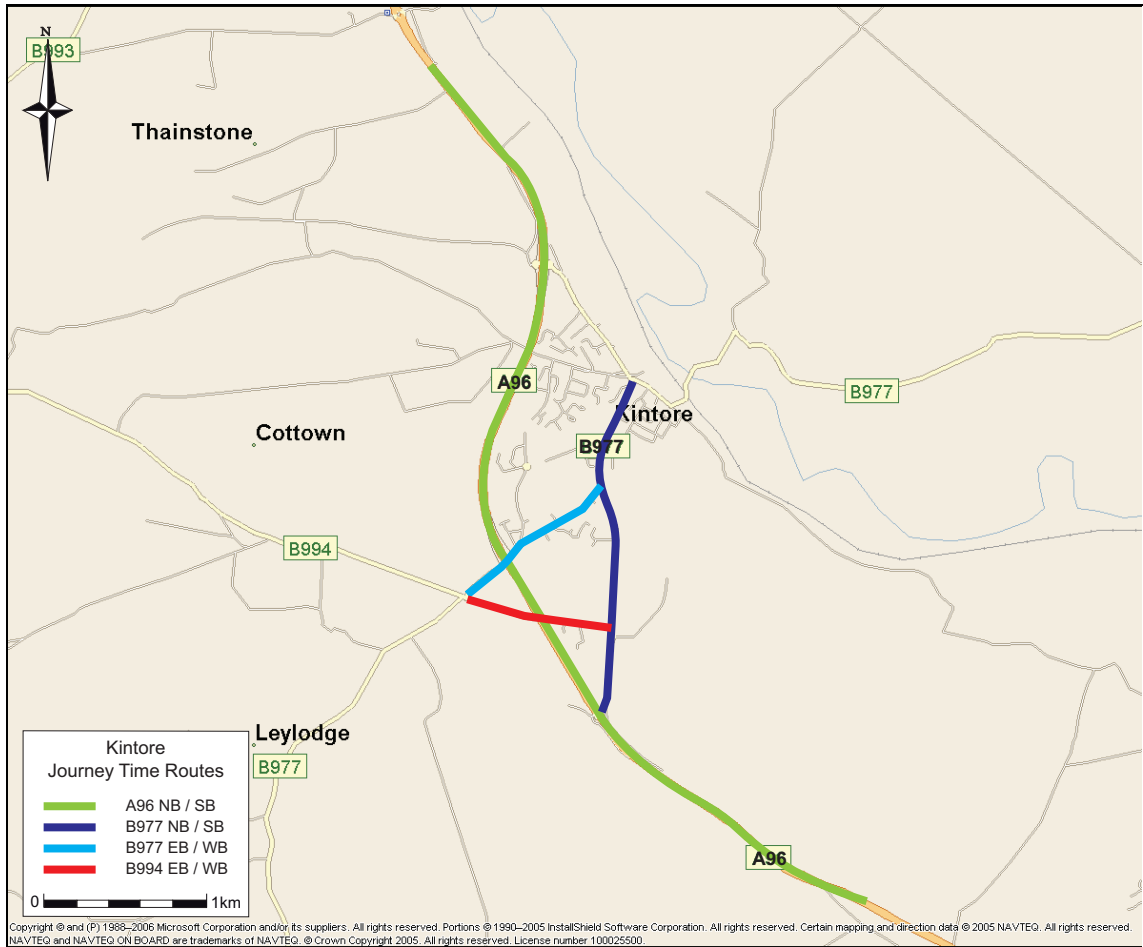 B993
N
Thainstone
A96
B977
Kintore
B977
Cottown
B994
Leylodge
B977
A96
Kintore
Journey Time Routes
A96 NB / SB
B977 NB / SB
B977 EB / WB
B994 EB / WB
0 1km
Copyright © and (P) 1988–2006 Microsoft Corporation and/or its suppliers. All rights reserved. Portions © 1990–2005 InstallShield Software Corporation. All rights reserved. Certain mapping and direction data © 2005 NAVTEQ. All rights reserved.
NAVTEQ and NAVTEQ ON BOARD are trademarks of NAVTEQ. © Crown Copyright 2005. All rights reserved. License number 100025500.